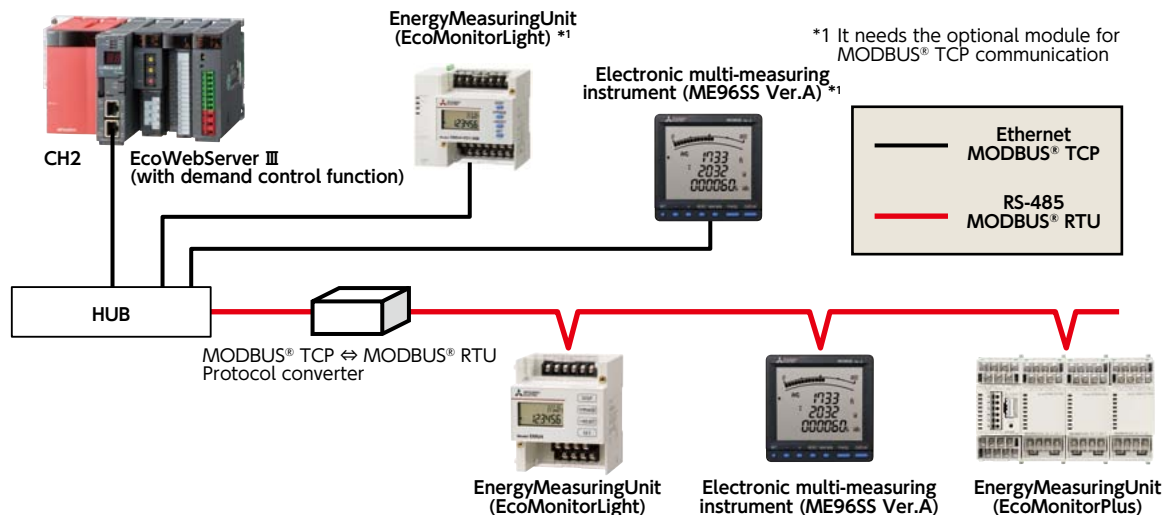 EnergyMeasuringUnit
(EcoMonitorLight) *1
*1 It needs the optional module for
MODBUS® TCP communication
Electronic multi-measuring
instrument (ME96SS Ver.A) *1
CH2
EcoWebServer Ⅲ
(with demand control function)
123456
1733
2032
000060
Ethernet
MODBUS® TCP
RS-485
MODBUS® RTU
HUB
MODBUS® TCP ⇔ MODBUS® RTU
Protocol converter
123456
1733
2032
000060
EnergyMeasuringUnit
(EcoMonitorLight)
Electronic multi-measuring
instrument (ME96SS Ver.A)
EnergyMeasuringUnit
(EcoMonitorPlus)